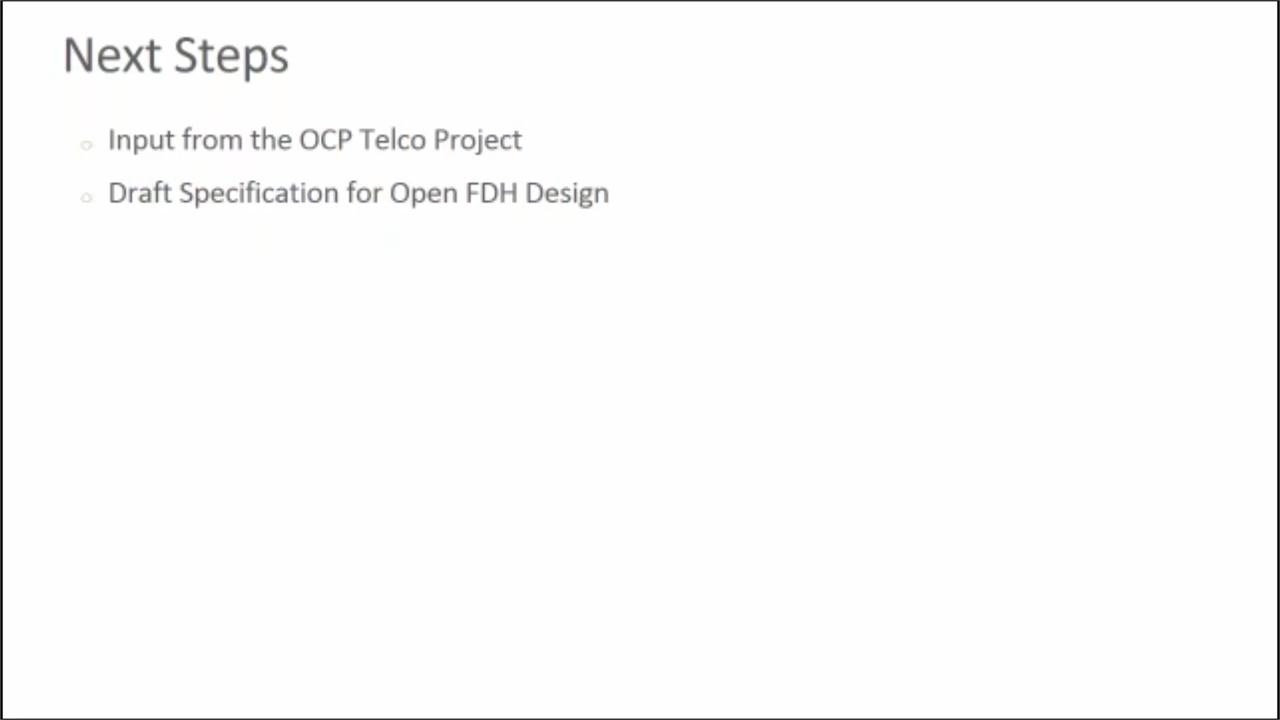 Next Steps
Input from the OCP Telco Project
Draft Specification for Open FDH Design